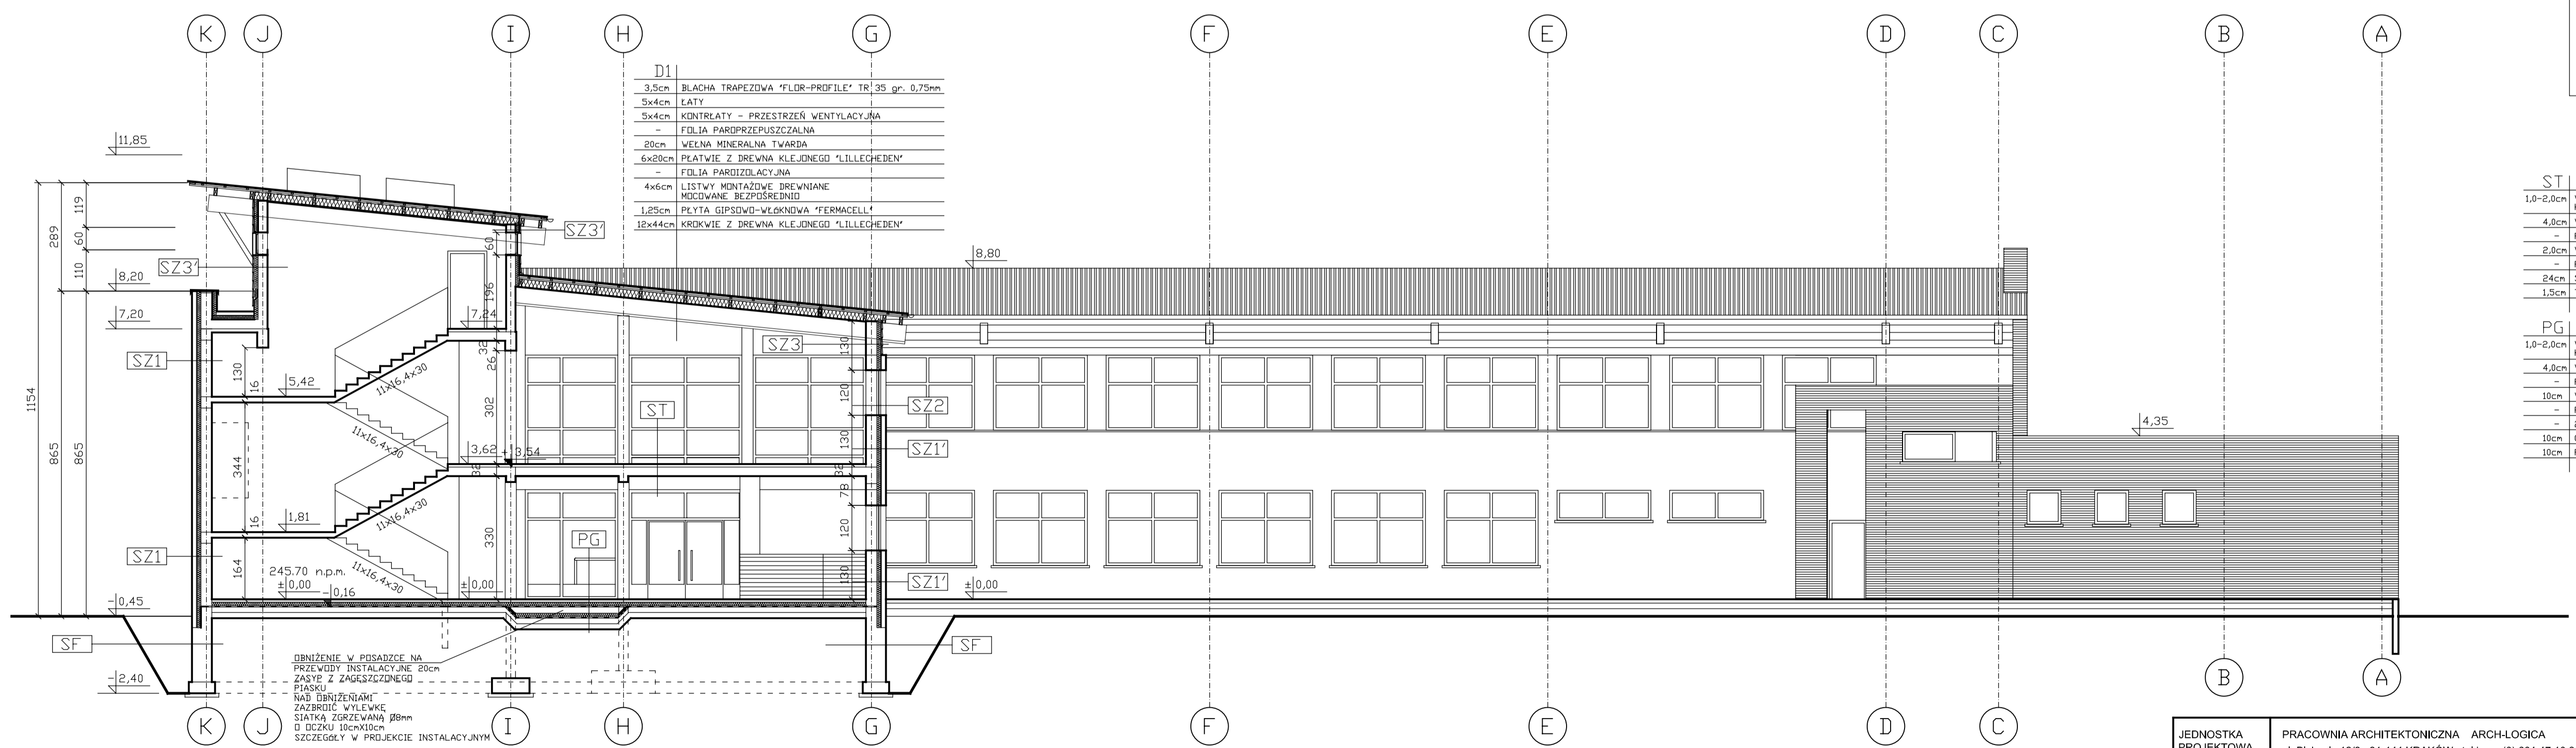 K J I H G F E D C B A
D1
3,5cm BLACHA TRAPEZOWA "FLOR-PROFILE" TR 35 gr. 0,75mm
5x4cm ŁATY
5x4cm KONTRŁATY - PRZESTRZEŃ WENTYLACYJNA
- FOLIA PAROPRZEPUSZCZALNA
20cm WEŁNA MINERALNA TWARDA
6x20cm PŁATWIE Z DREWNA KLEJONEGO "LILLECHEDEN"
- FOLIA PAROIZOLACYJNA
4x6cm LISTWY MONTAŻOWE DREWNIANE
MOCOWANE BEZPOŚREDNIO
1,25cm PŁYTA GIPSOWO-WŁóKNOWA "FERMACELL"
12x44cm KROKWIE Z DREWNA KLEJONEGO "LILLECHEDEN"
11,85
119
289
60
110
SZ3'
SZ3'
60
8,80
8,20
196
7,20
7,24
SZ1
SZ3
130
32
26
130
16
5,42
11x16,4x30
1154
302
ST
120
SZ2
4,35
11x16,4x30
865
865
344
3,62
+3,54
130
SZ1'
32
32
78
16
1,81
11x16,4x30
330
PG
120
SZ1
164
245.70 n.p.m.
±0,00
-0,16
11x16,4x30
±0,00
130
SZ1'
±0,00
-0,45
SF
SF
-2,40
OBNIŻENIE W POSADZCE NA
PRZEWODY INSTALACYJNE 20cm
ZASYP Z ZAGĘSZCZONEGO
PIASKU
NAD OBNIŻENIAMI
ZAZBROIĆ WYLEWKĘ
SIATKĄ ZGRZEWANĄ Ø8mm
O OCZKU 10cmX10cm
SZCZEGóŁY W PROJEKCIE INSTALACYJNYM
ST
1,0-2,0cm
4,0cm
-
2,0cm
-
24cm
1,5cm
PG
1,0-2,0cm
4,0cm
-
10cm
-
-
10cm
10cm
B A
K J I H G F E D C
JEDNOSTKA PRACOWNIA ARCHITEKTONICZNA ARCH-LOGICA
PROJEKTOWA